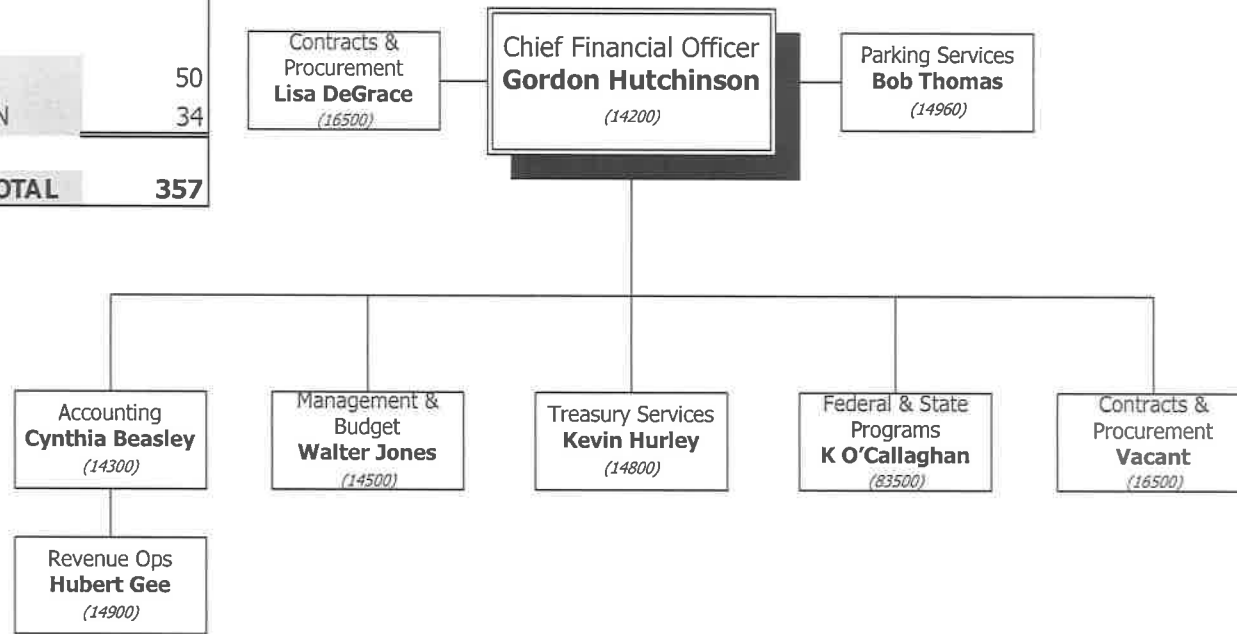 50
34
357
Contracts &
Procurement
Lisa DeGrace
(16500)
Chief Financial Officer
Gordon Hutchinson
(14200)
Parking Services
Bob Thomas
(14960)
Accounting
Cynthia Beasley
(14300)
Management &
Budget
Walter Jones
(14500)
Treasury Services
Kevin Hurley
(14800)
Federal & State
Programs
K O'Callaghan
(83500)
Contracts &
Procurement
Vacant
(16500)
Revenue Ops
Hubert Gee
(14900)